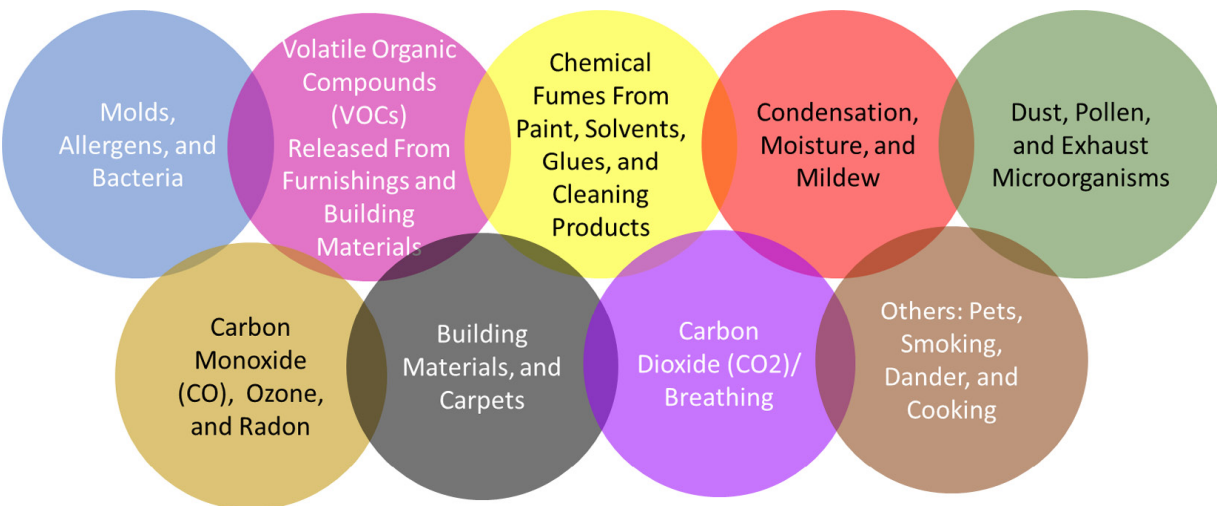 Molds,
Allergens, and
Bacteria
Volatile Organic
Compounds
(VOCs)
Released From
Furnishings and
Building
Materials
Chemical
Fumes From
Paint, Solvents,
Glues, and
Cleaning
Products
Condensation,
Moisture, and
Mildew
Dust, Pollen,
and Exhaust
Microorganisms
Carbon
Monoxide
(CO),  Ozone,
and Radon
Building
Materials, and
Carpets
Carbon
Dioxide (CO2)/
Breathing
Others: Pets,
Smoking,
Dander, and
Cooking